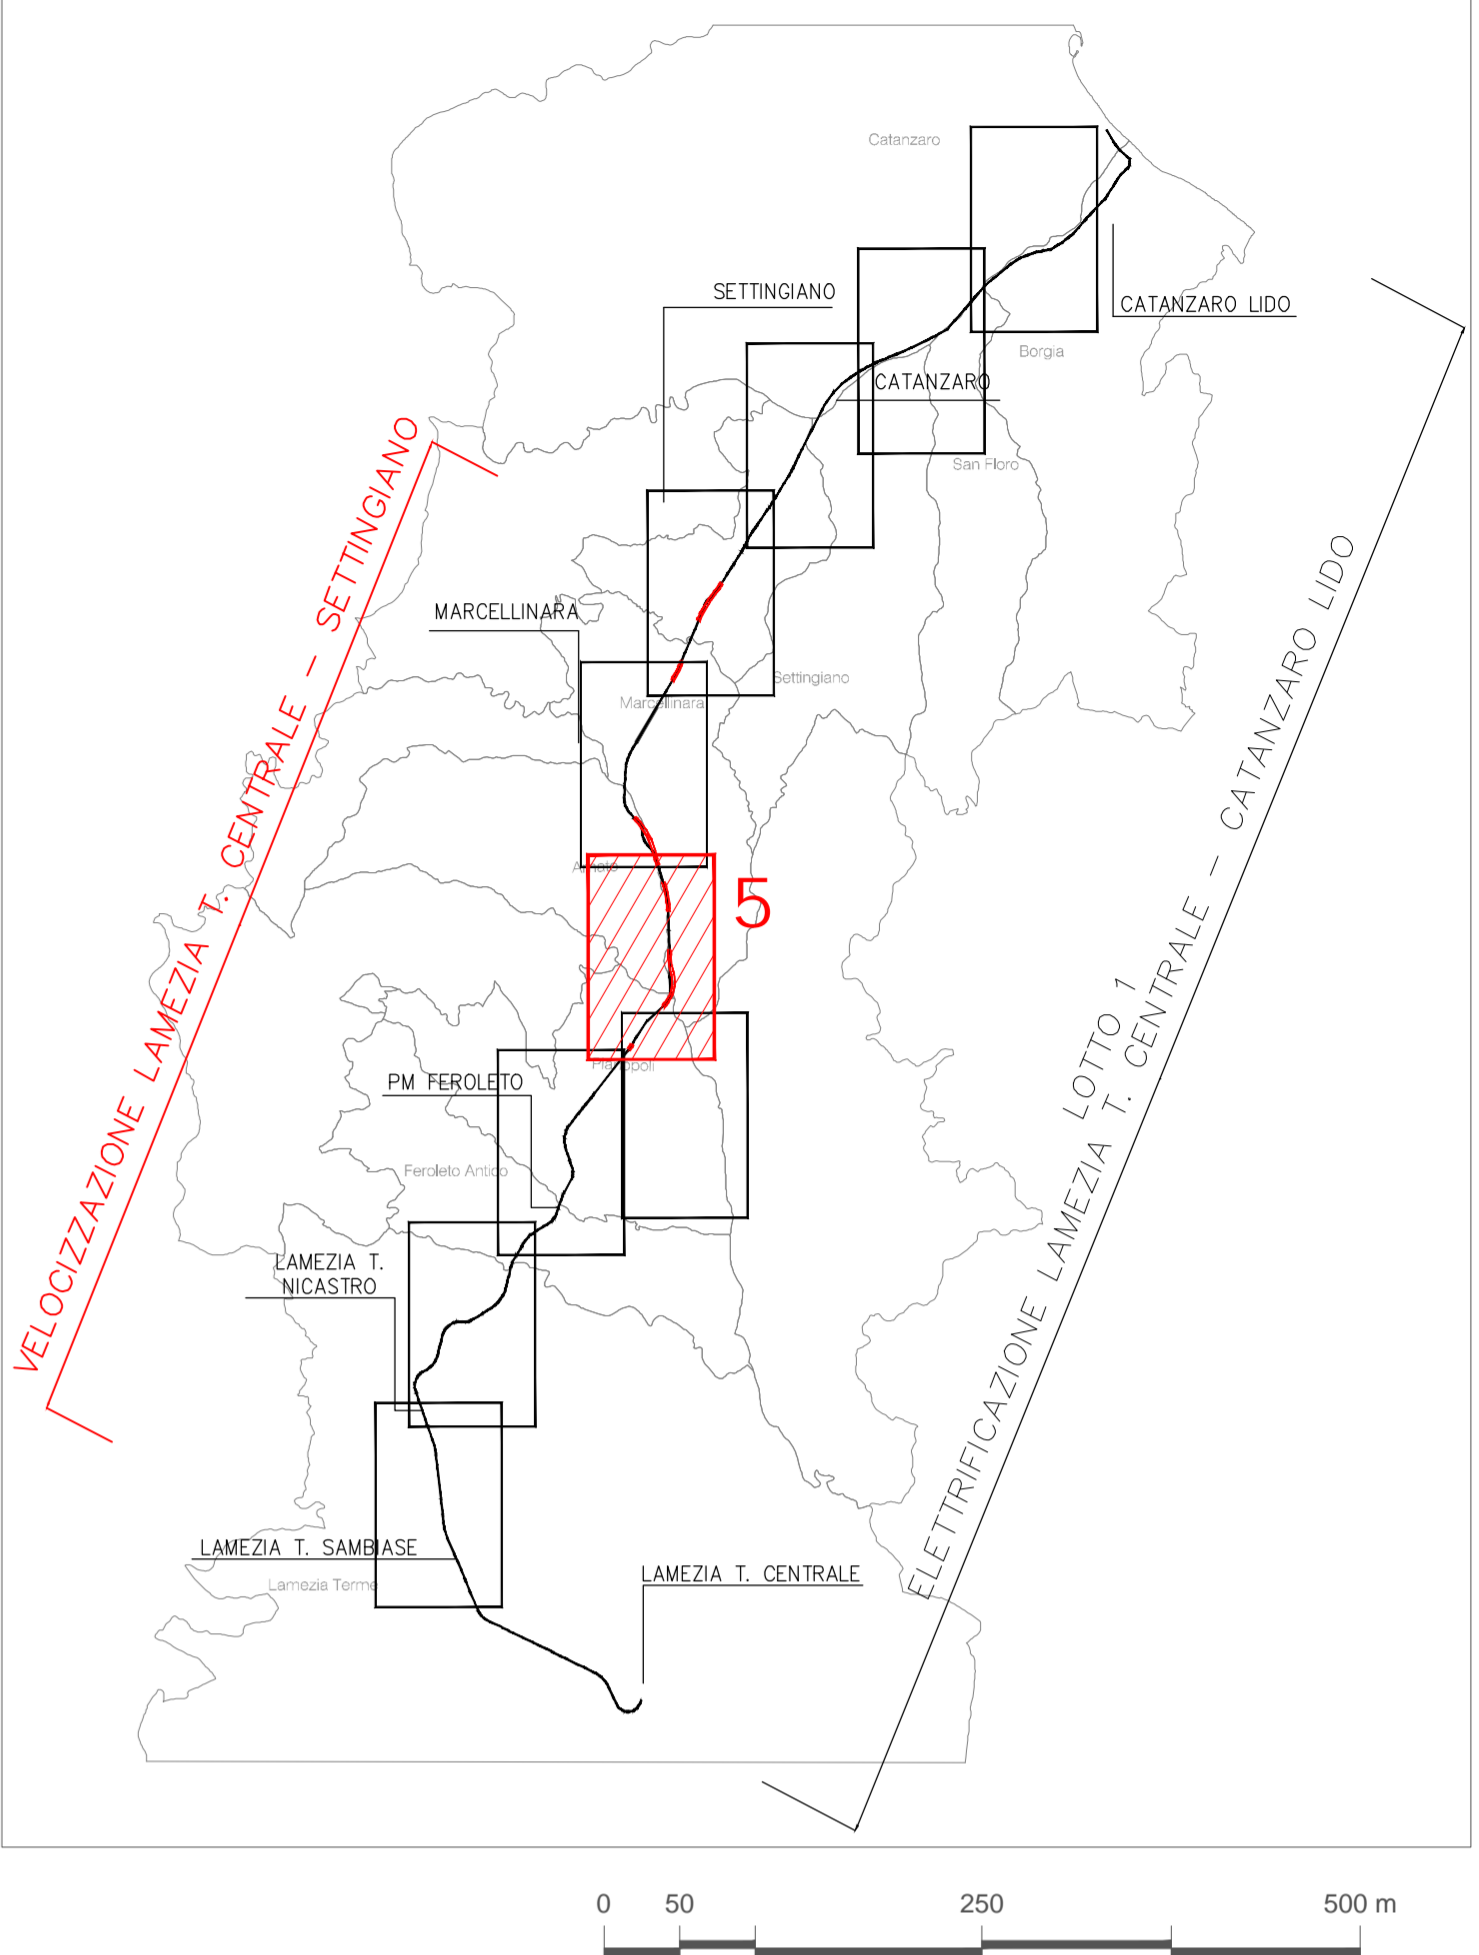 Catanzaro
SETTINGIANO
CATANZARO LIDO
Borgia
CATANZARO
San Floro
MARCELLINARA
Settingiano
Marcellinara
Amato
5
Pianopoli
PM FEROLETO
Feroleto Antico
LAMEZIA T.
NICASTRO
LAMEZIA T. SAMBIASE
Lamezia Terme
LAMEZIA T. CENTRALE
VELOCIZZAZIONE LAMEZIA T. CENTRALE – SETTINGIANO
LOTTO 1
ELETTRIFICAZIONE LAMEZIA T. CENTRALE – CATANZARO LIDO
0 50 250 500 m